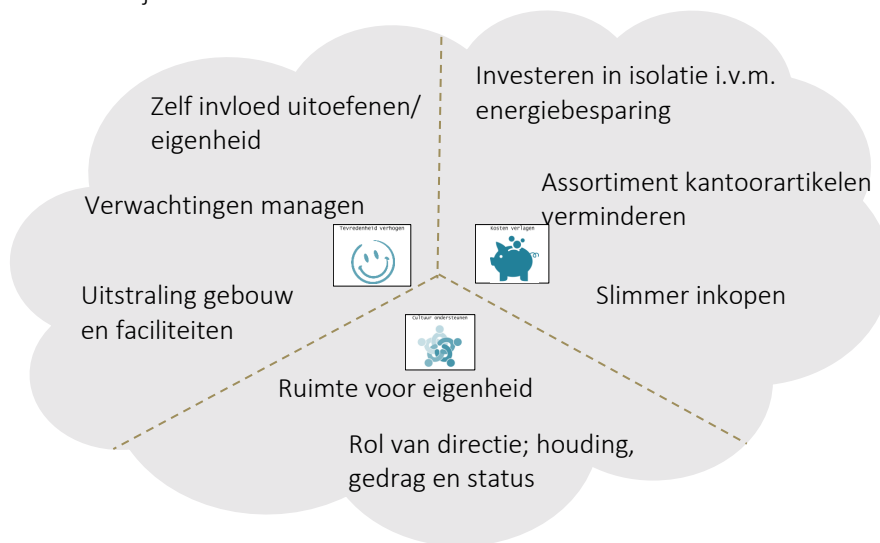 Zelf invloed uitoefenen/
eigenheid
Verwachtingen managen
Uitstraling gebouw
en faciliteiten
Tevredenheid verhogen
Investeren in isolatie i.v.m.
energiebesparing
Assortiment kantoorartikelen
verminderen
Slimmer inkopen
Kosten verlagen
Cultuur ondersteunen
Ruimte voor eigenheid
Rol van directie; houding,
gedrag en status